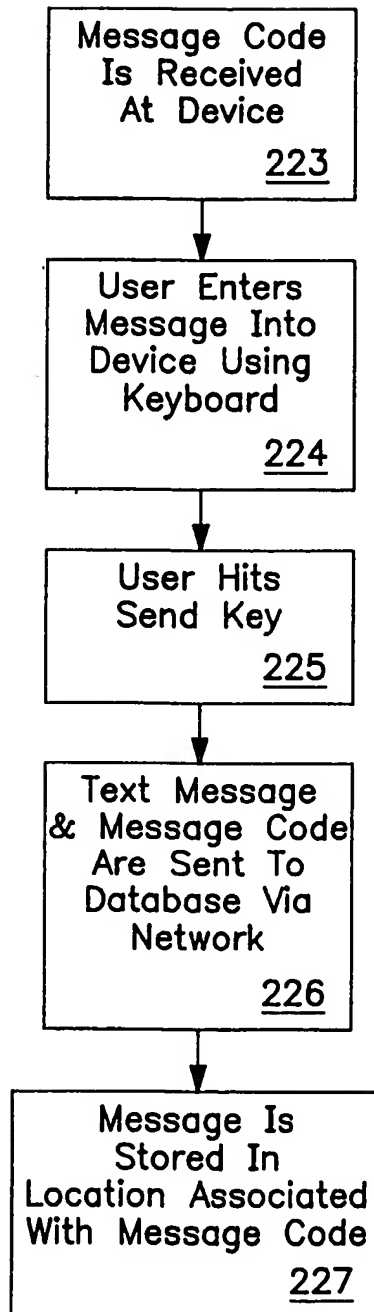 Message Code
Is Received
At Device
223
User Enters
Message Into
Device Using
Keyboard
224
User Hits
Send Key
225
Text Message
& Message Code
Are Sent To
Database Via
Network
226
Message Is
Stored In
Location Associated
With Message Code
227